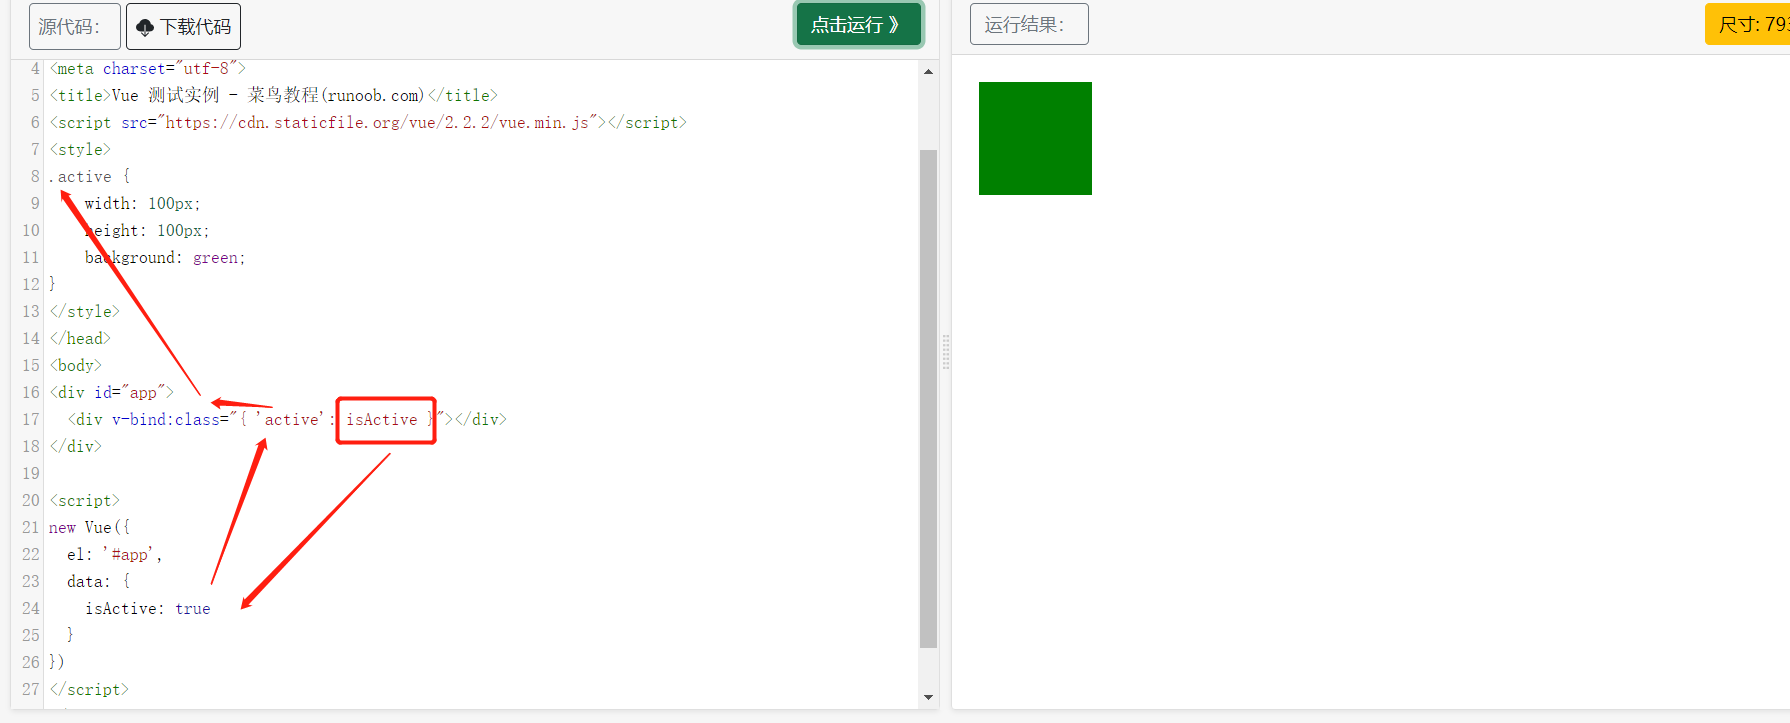 源代码：
下载代码
点击运行 》
运行结果：
尺寸: 793
4 <meta charset="utf-8">
5 <title>Vue 测试实例 - 菜鸟教程(runoob.com)</title>
6 <script src="https://cdn.staticfile.org/vue/2.2.2/vue.min.js"></script>
7 <style>
8 .active {
9     width: 100px;
10     height: 100px;
11     background: green;
12 }
13 </style>
14 </head>
15 <body>
16 <div id="app">
17   <div v-bind:class="{ 'active': isActive }"></div>
18 </div>
19
20 <script>
21 new Vue({
22   el: '#app',
23   data: {
24     isActive: true
25   }
26 })
27 </script>